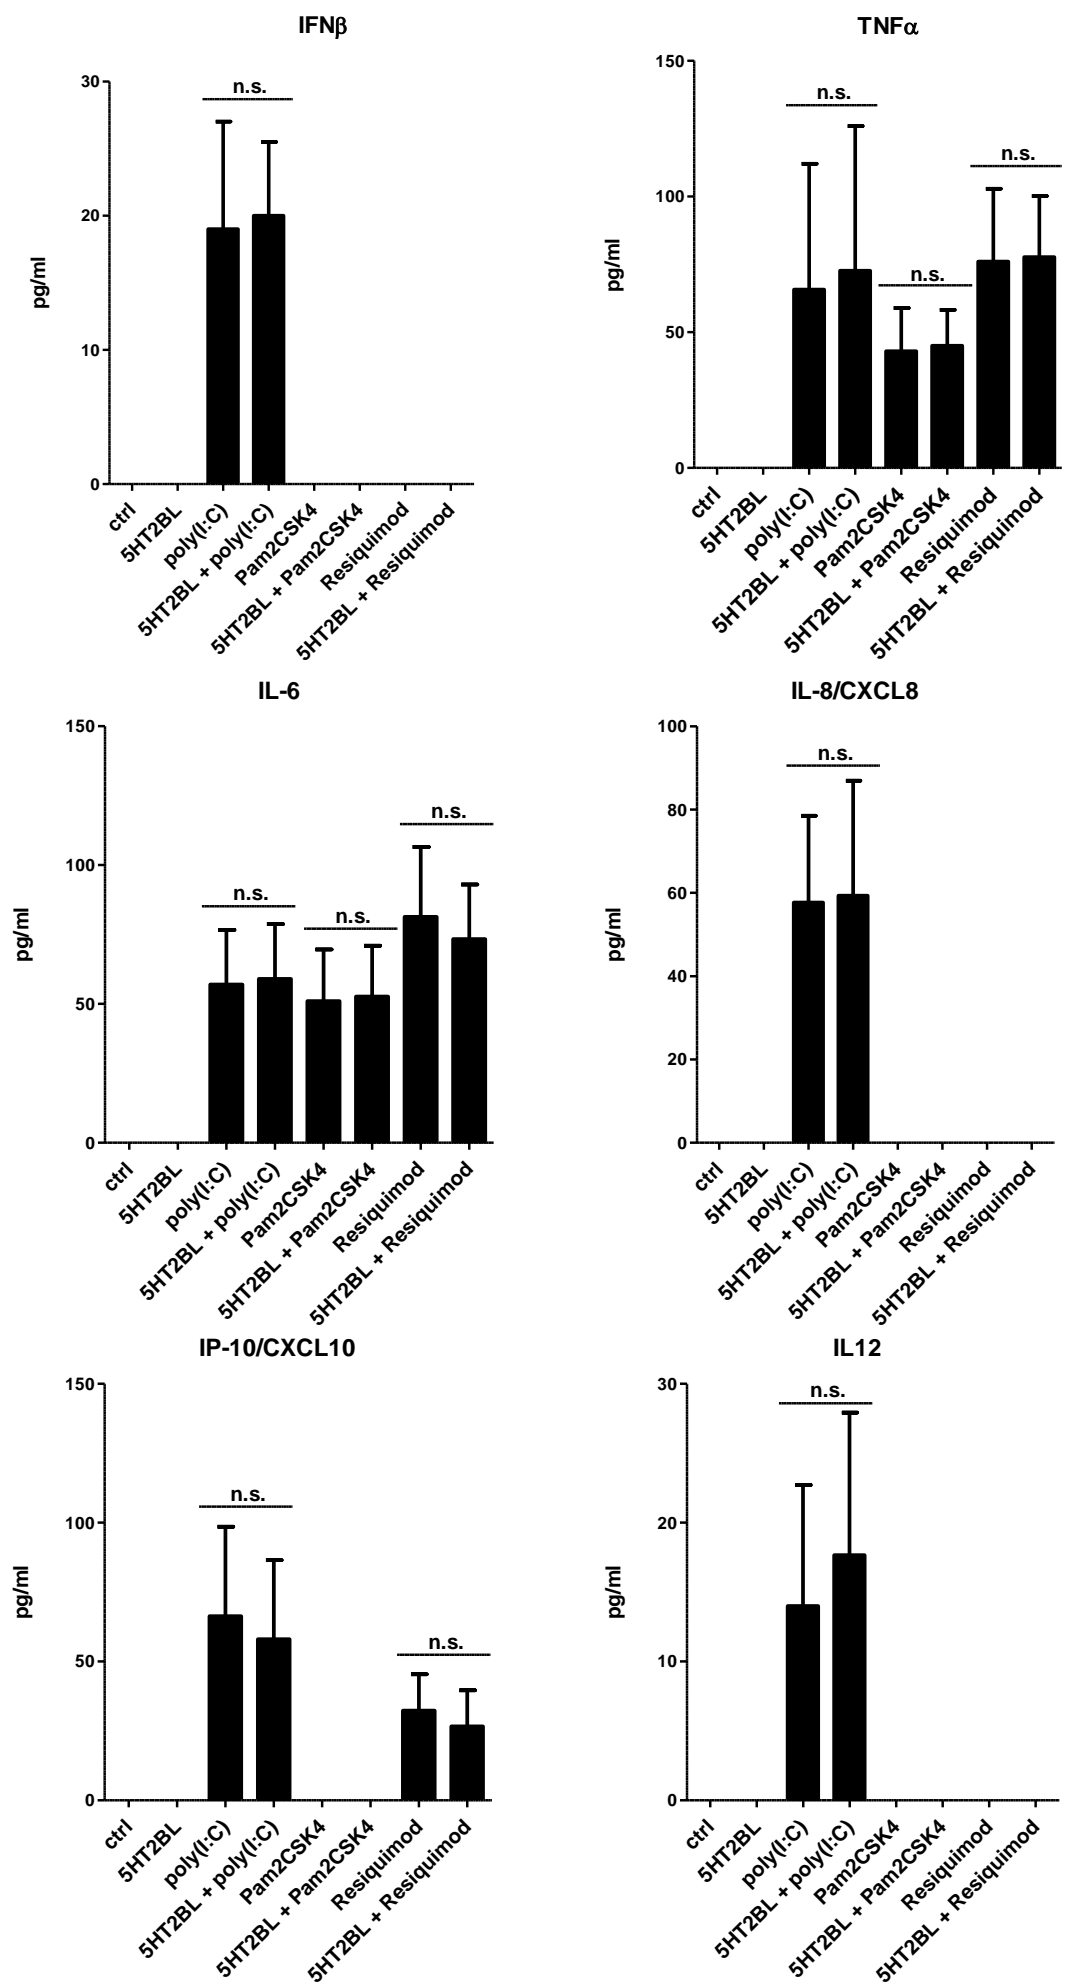 IFNβ
30
20
10
0
pg/ml
n.s.
ctrl
5HT2BL
poly(I:C)
5HT2BL + poly(I:C)
Pam2CSK4
5HT2BL + Pam2CSK4
Resiquimod
5HT2BL + Resiquimod
TNFα
150
100
50
0
pg/ml
n.s.
n.s.
n.s.
ctrl
5HT2BL
poly(I:C)
5HT2BL + poly(I:C)
Pam2CSK4
5HT2BL + Pam2CSK4
Resiquimod
5HT2BL + Resiquimod
IL-6
150
100
50
0
pg/ml
n.s.
n.s.
n.s.
ctrl
5HT2BL
poly(I:C)
5HT2BL + poly(I:C)
Pam2CSK4
5HT2BL + Pam2CSK4
Resiquimod
5HT2BL + Resiquimod
IL-8/CXCL8
100
80
60
40
20
0
pg/ml
n.s.
ctrl
5HT2BL
poly(I:C)
5HT2BL + poly(I:C)
Pam2CSK4
5HT2BL + Pam2CSK4
Resiquimod
5HT2BL + Resiquimod
IP-10/CXCL10
150
100
50
0
pg/ml
n.s.
n.s.
ctrl
5HT2BL
poly(I:C)
5HT2BL + poly(I:C)
Pam2CSK4
5HT2BL + Pam2CSK4
Resiquimod
5HT2BL + Resiquimod
IL12
30
20
10
0
pg/ml
n.s.
ctrl
5HT2BL
poly(I:C)
5HT2BL + poly(I:C)
Pam2CSK4
5HT2BL + Pam2CSK4
Resiquimod
5HT2BL + Resiquimod